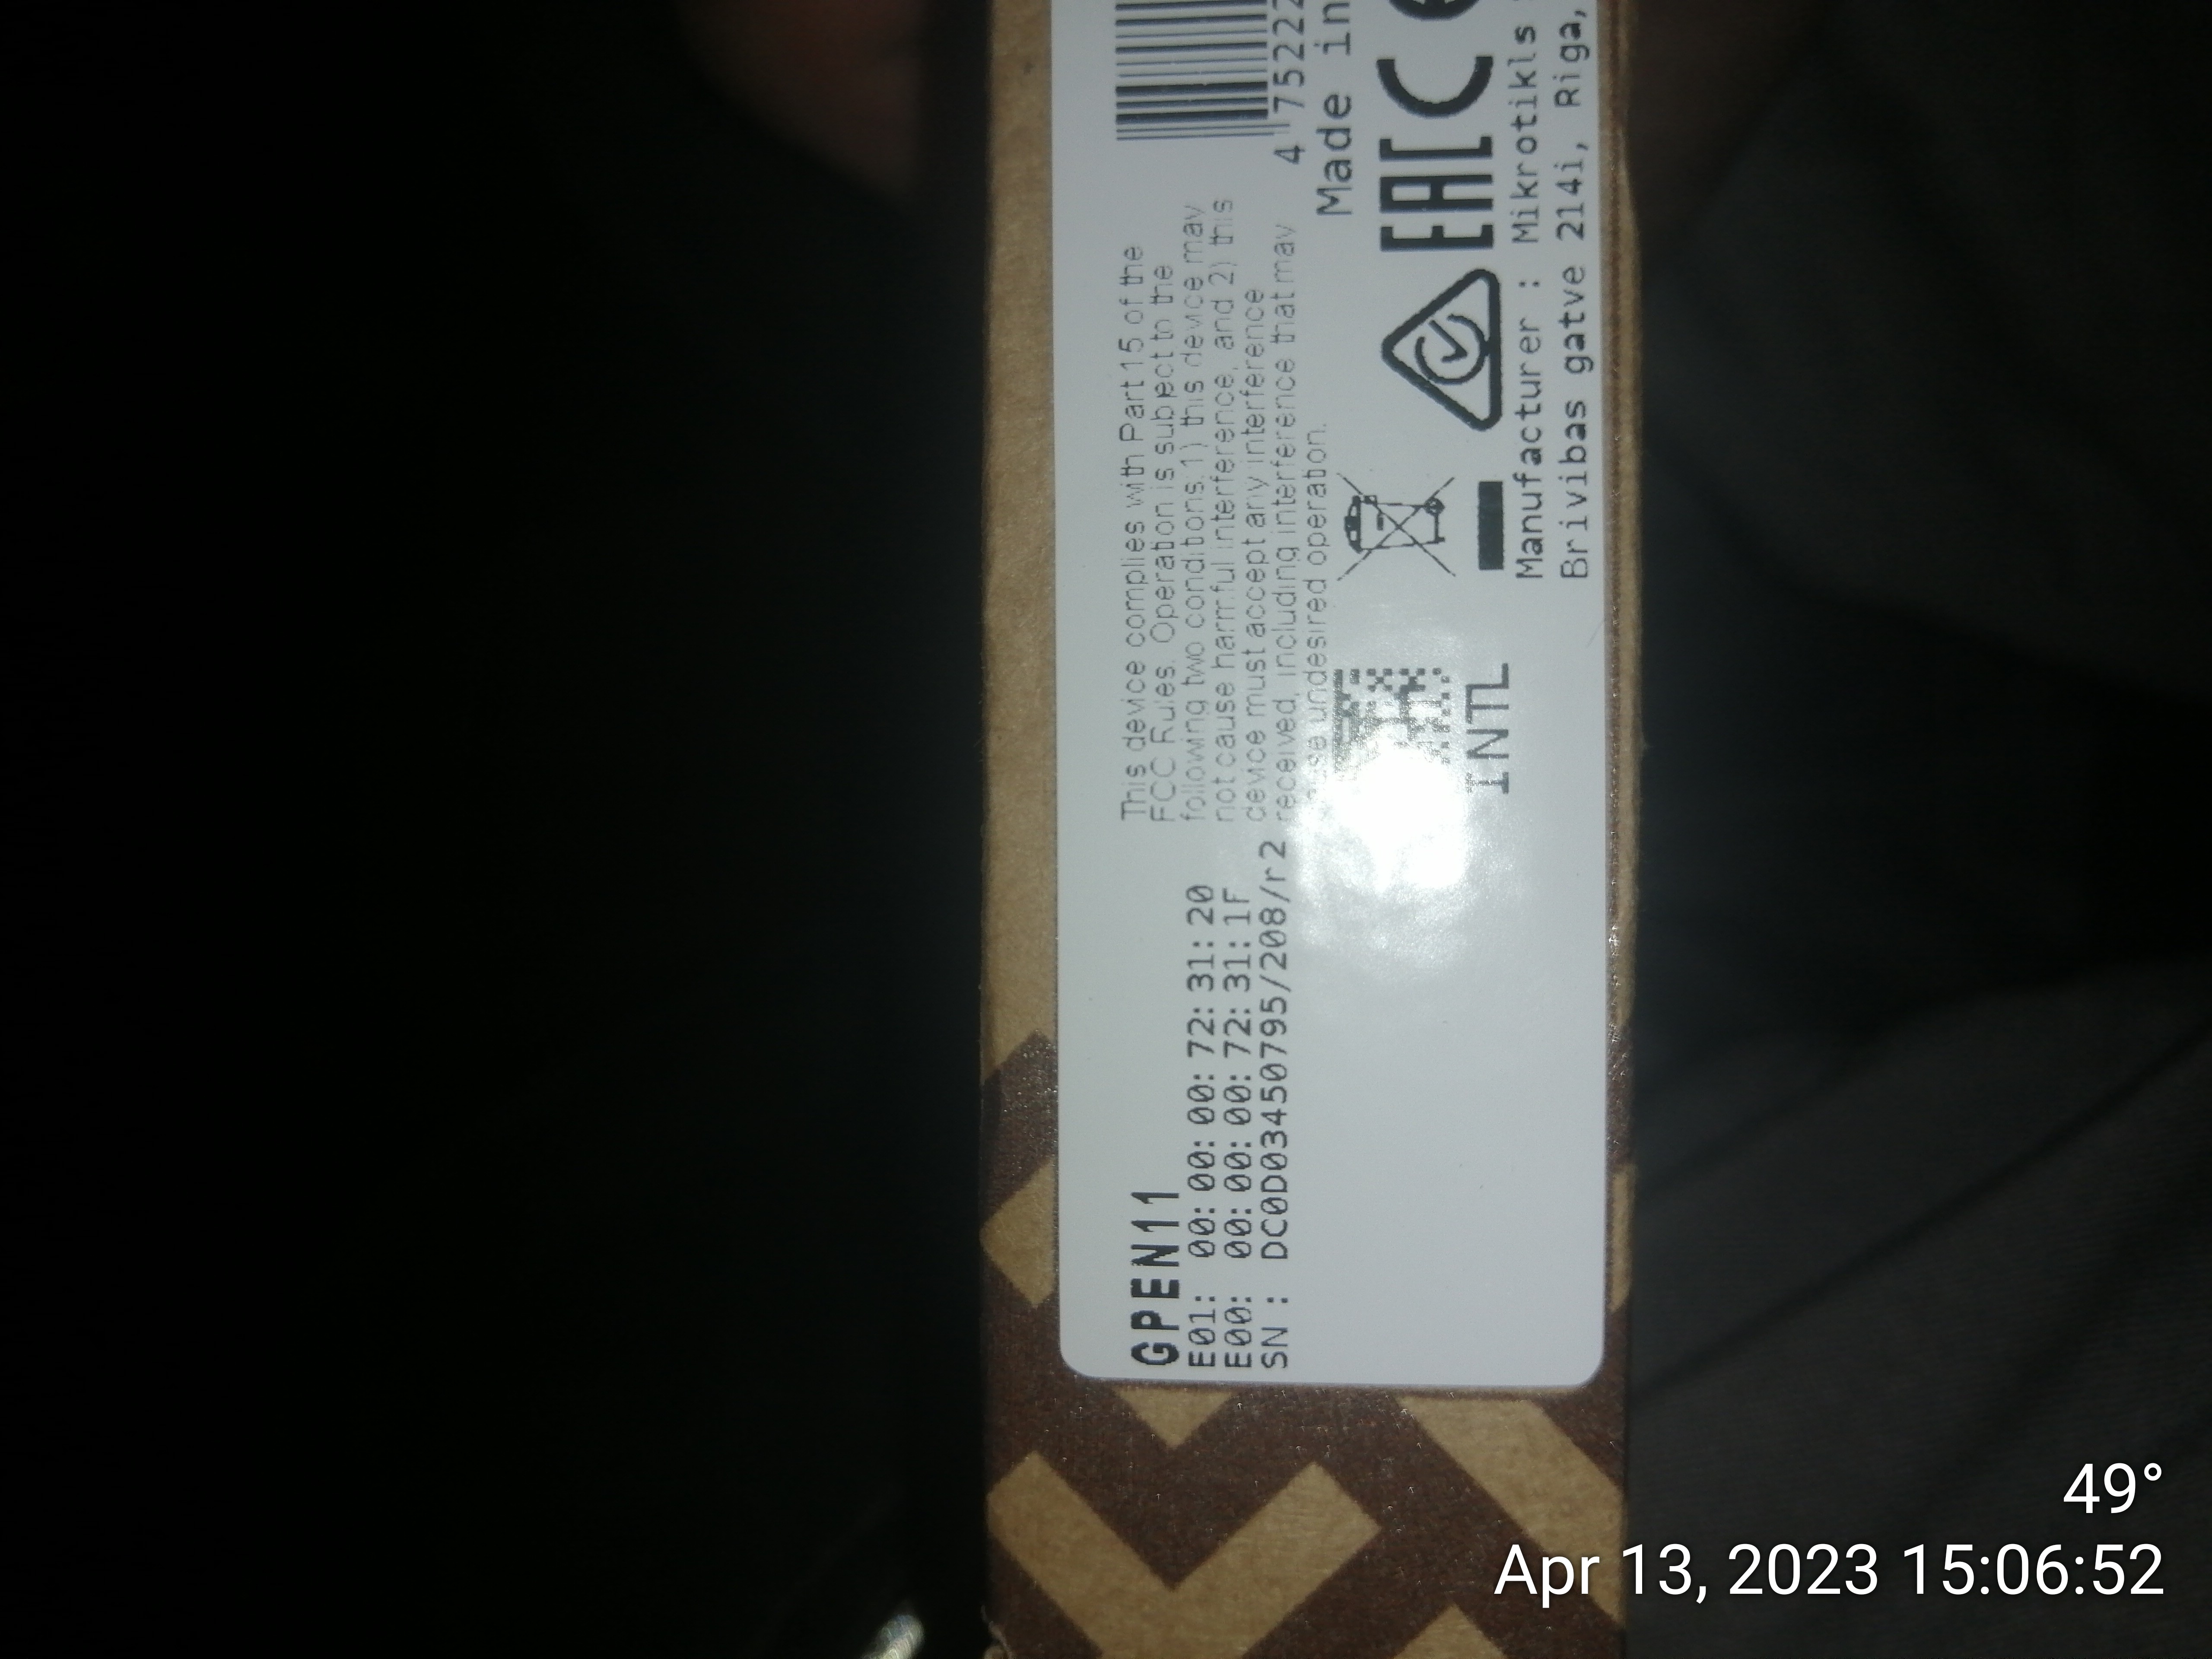 GPEN11
E01: 00:00:00:72:31:20
E00: 00:00:00:72:31:1F
SN : DC0D03450795/208/r2
This device complies with Part 15 of the
FCC Rules. Operation is subject to the
following two conditions:1) this device may
not cause harmful interference, and 2) this
device must accept any interference
received, including interference that may
undesired operation.
INTL
4 75222
Made in
EAC
Manufacturer : Mikrotikls
Brivibas gatve 214i, Riga,
49°
Apr 13, 2023 15:06:52